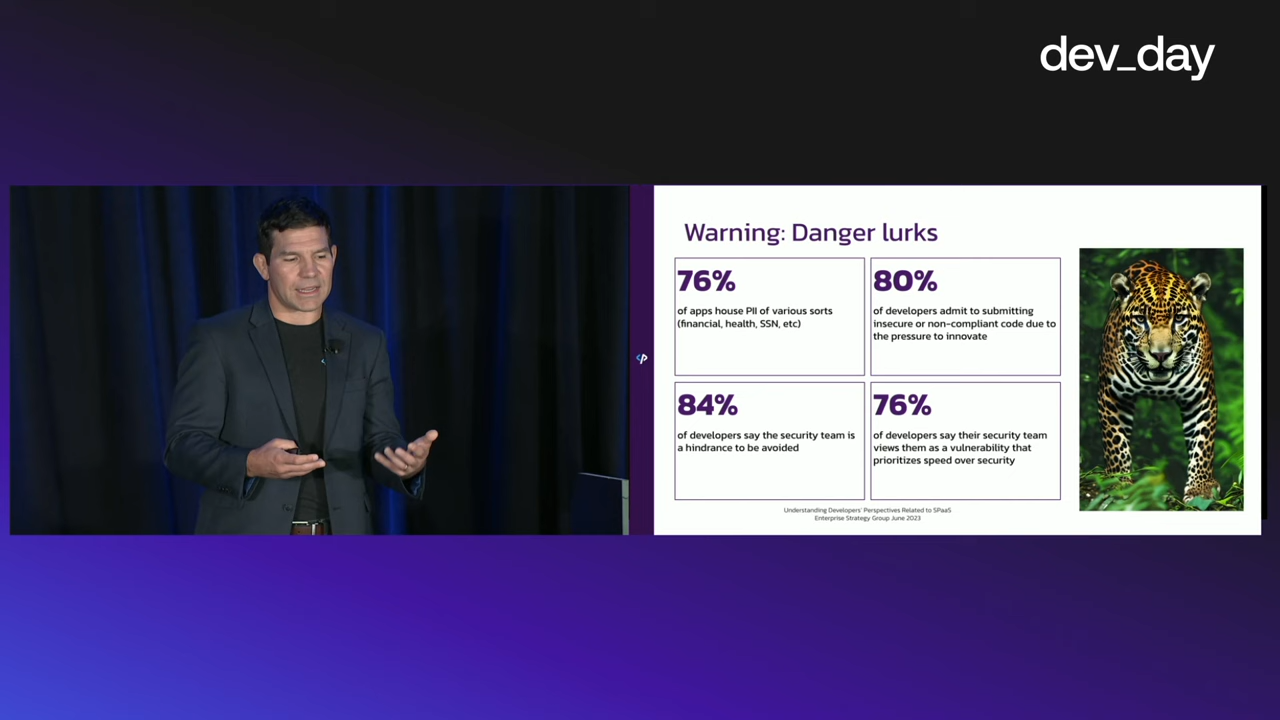 dev_day
Warning: Danger lurks
76%
of apps house PII of various sorts
(financial, health, SSN, etc)
80%
of developers admit to submitting
insecure or non-compliant code due to
the pressure to innovate
84%
of developers say the security team is
a hindrance to be avoided
76%
of developers say their security team
views them as a vulnerability that
prioritizes speed over security
Understanding Developers' Perspectives Related to SPaaS
Enterprise Strategy Group June 2023